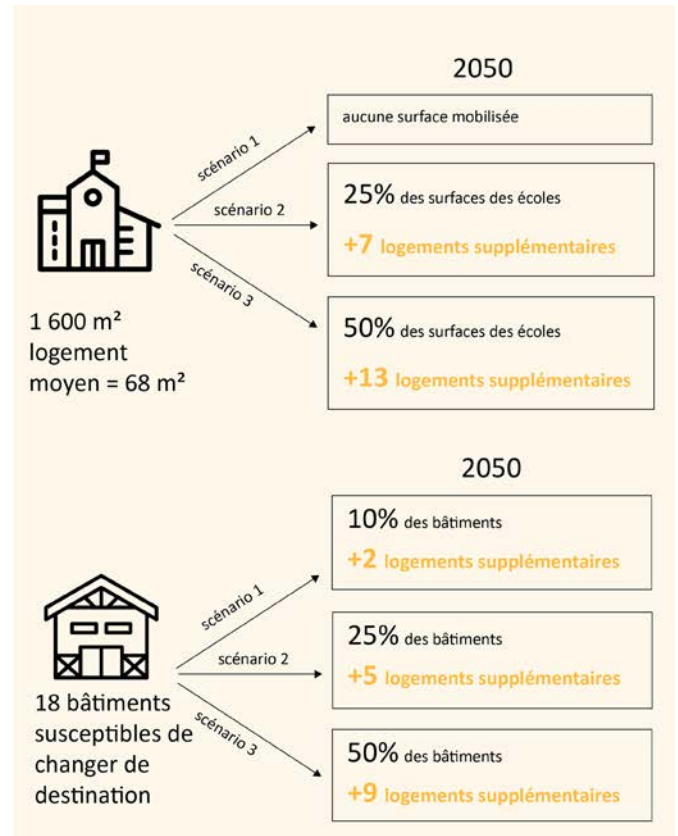 2050
scénario 1
aucune surface mobilisée
scénario 2
25% des surfaces des écoles
+7 logements supplémentaires
scénario 3
50% des surfaces des écoles
+13 logements supplémentaires
1 600 m²
logement
moyen = 68 m²
2050
scénario 1
10% des bâtiments
+2 logements supplémentaires
scénario 2
25% des bâtiments
+5 logements supplémentaires
scénario 3
50% des bâtiments
+9 logements supplémentaires
18 bâtiments
susceptibles de
changer de
destination